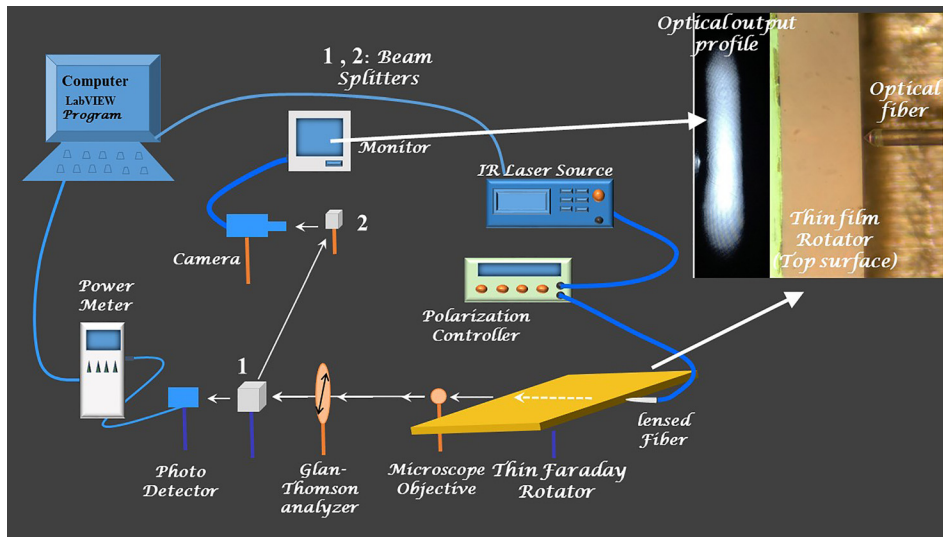 1 , 2: Beam
Splitters
Computer
LabVIEW
Program
Monitor
IR Laser Source
Optical output
profile
Optical
fiber
Thin film
Rotator
(Top surface)
2
Camera
Power
Meter
Polarization
Controller
1
lensed
Fiber
Photo
Detector
Glan-
Thomson
analyzer
Microscope
Objective
Thin Faraday
Rotator